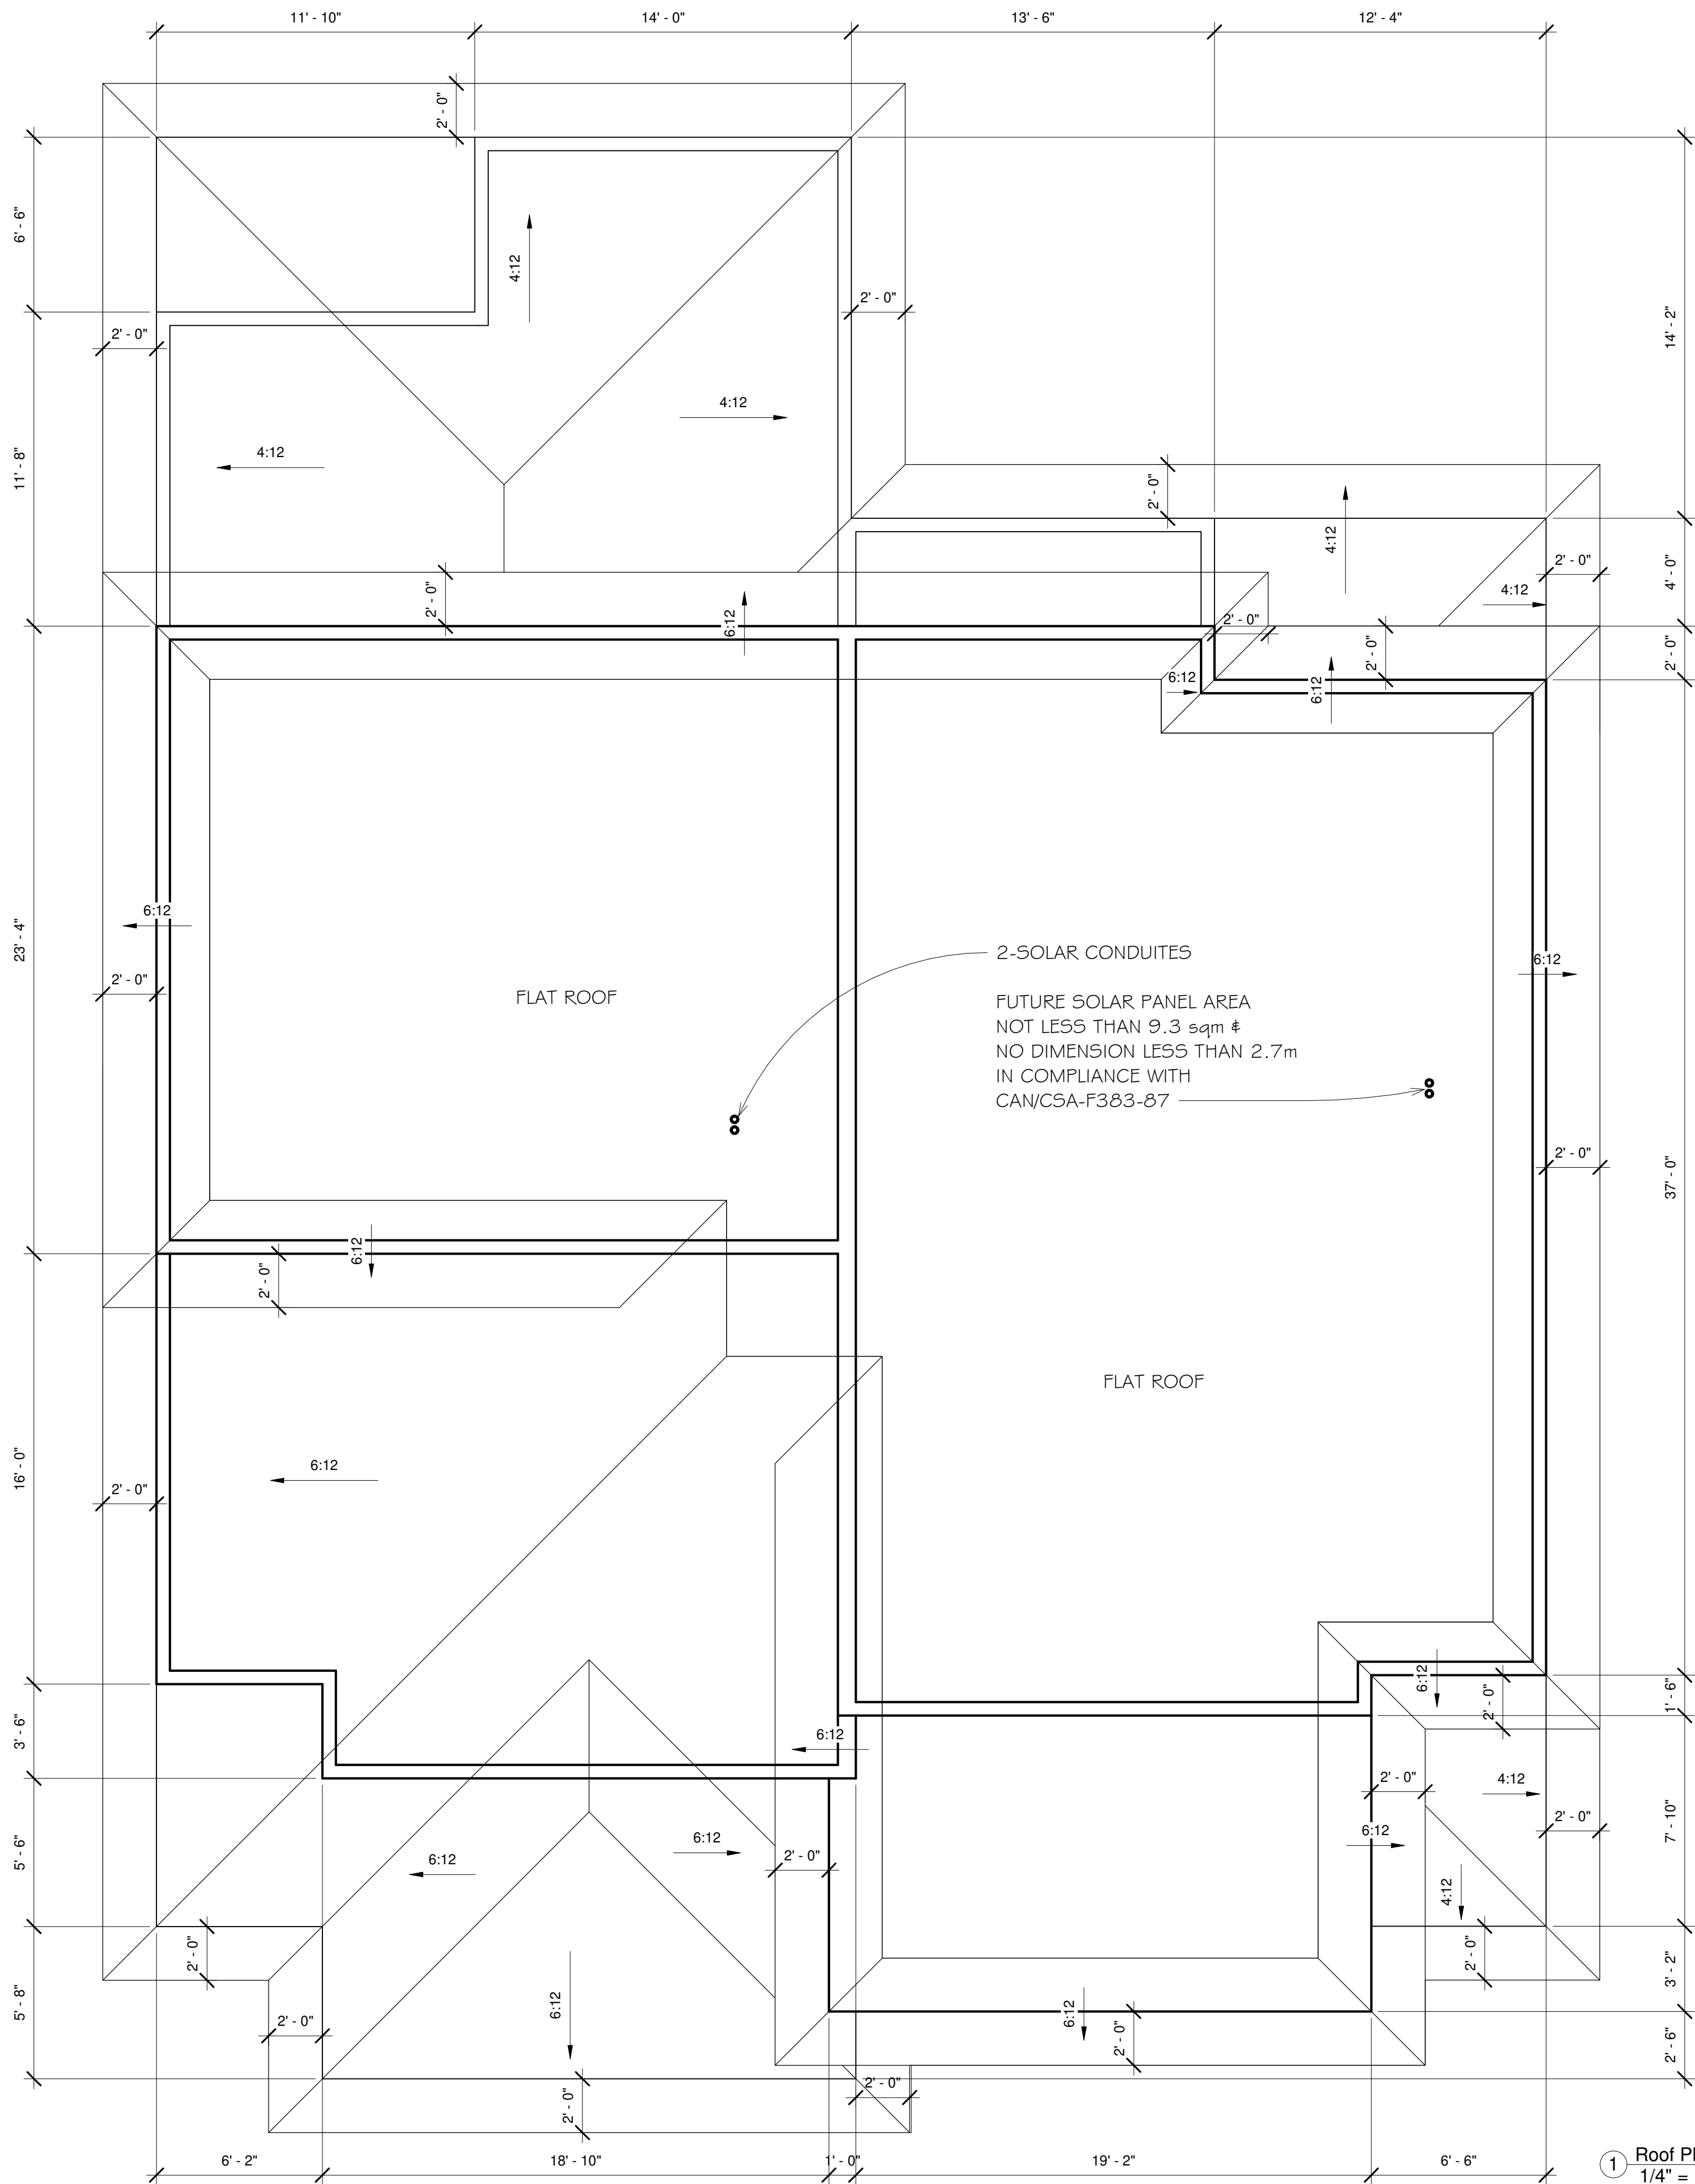 11' - 10"
14' - 0"
13' - 6"
12' - 4"
2' - 0"
6' - 6"
4:12
2' - 0"
14' - 2"
2' - 0"
4:12
4:12
11' - 8"
2' - 0"
4:12
2' - 0"
4' - 0"
2' - 0"
4:12
6:12
2' - 0"
2' - 0"
2' - 0"
6:12
6:12
6:12
23' - 4"
2-SOLAR CONDUITES
6:12
2' - 0"
FLAT ROOF
FUTURE SOLAR PANEL AREA
NOT LESS THAN 9.3 sqm &
NO DIMENSION LESS THAN 2.7m
IN COMPLIANCE WITH
CAN/CSA-F383-87
2' - 0"
37' - 0"
6:12
2' - 0"
FLAT ROOF
6:12
16' - 0"
2' - 0"
6:12
2' - 0"
1' - 6"
3' - 6"
6:12
2' - 0"
4:12
5' - 6"
6:12
6:12
2' - 0"
6:12
2' - 0"
7' - 10"
4:12
2' - 0"
2' - 0"
3' - 2"
5' - 8"
2' - 0"
6:12
6:12
2' - 0"
2' - 6"
2' - 0"
2' - 0"
6' - 2"
18' - 10"
1' - 0"
19' - 2"
6' - 6"
1
Roof Pl
1/4" =